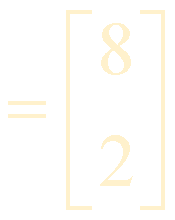 = [8
2]